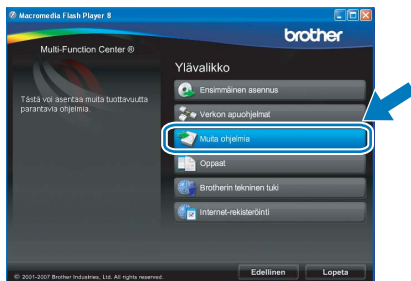 Macromedia Flash Player 8
brother
Multi-Function Center ®
Ylävalikko
Tästä voi asentaa muita tuottavuutta
parantavia ohjelmia.
Ensimmäinen asennus
Verkon apuohjelmat
Muita ohjelmia
Oppaat
Brotherin tekninen tuki
Internet-rekisteröinti
© 2001-2007 Brother Industries, Ltd. All rights reserved.
Edellinen
Lopeta